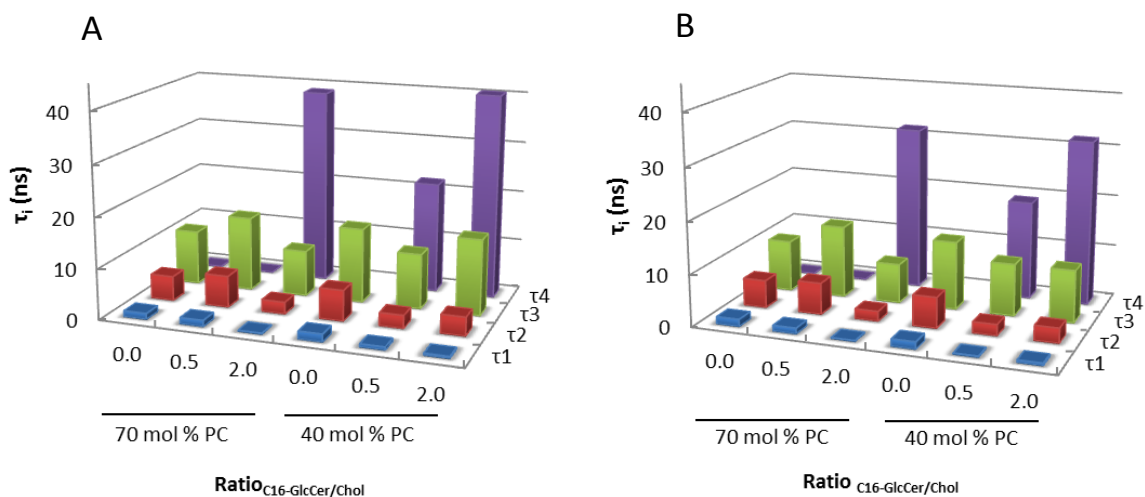 A
40
30
20
10
0
τi (ns)
0.0 0.5 2.0 0.0 0.5 2.0
τ1 τ2 τ3 τ4
70 mol % PC 40 mol % PC
Ratio C16-GlcCer/Chol
B
40
30
20
10
0
τi (ns)
0.0 0.5 2.0 0.0 0.5 2.0
τ1 τ2 τ3 τ4
70 mol % PC 40 mol % PC
Ratio C16-GlcCer/Chol